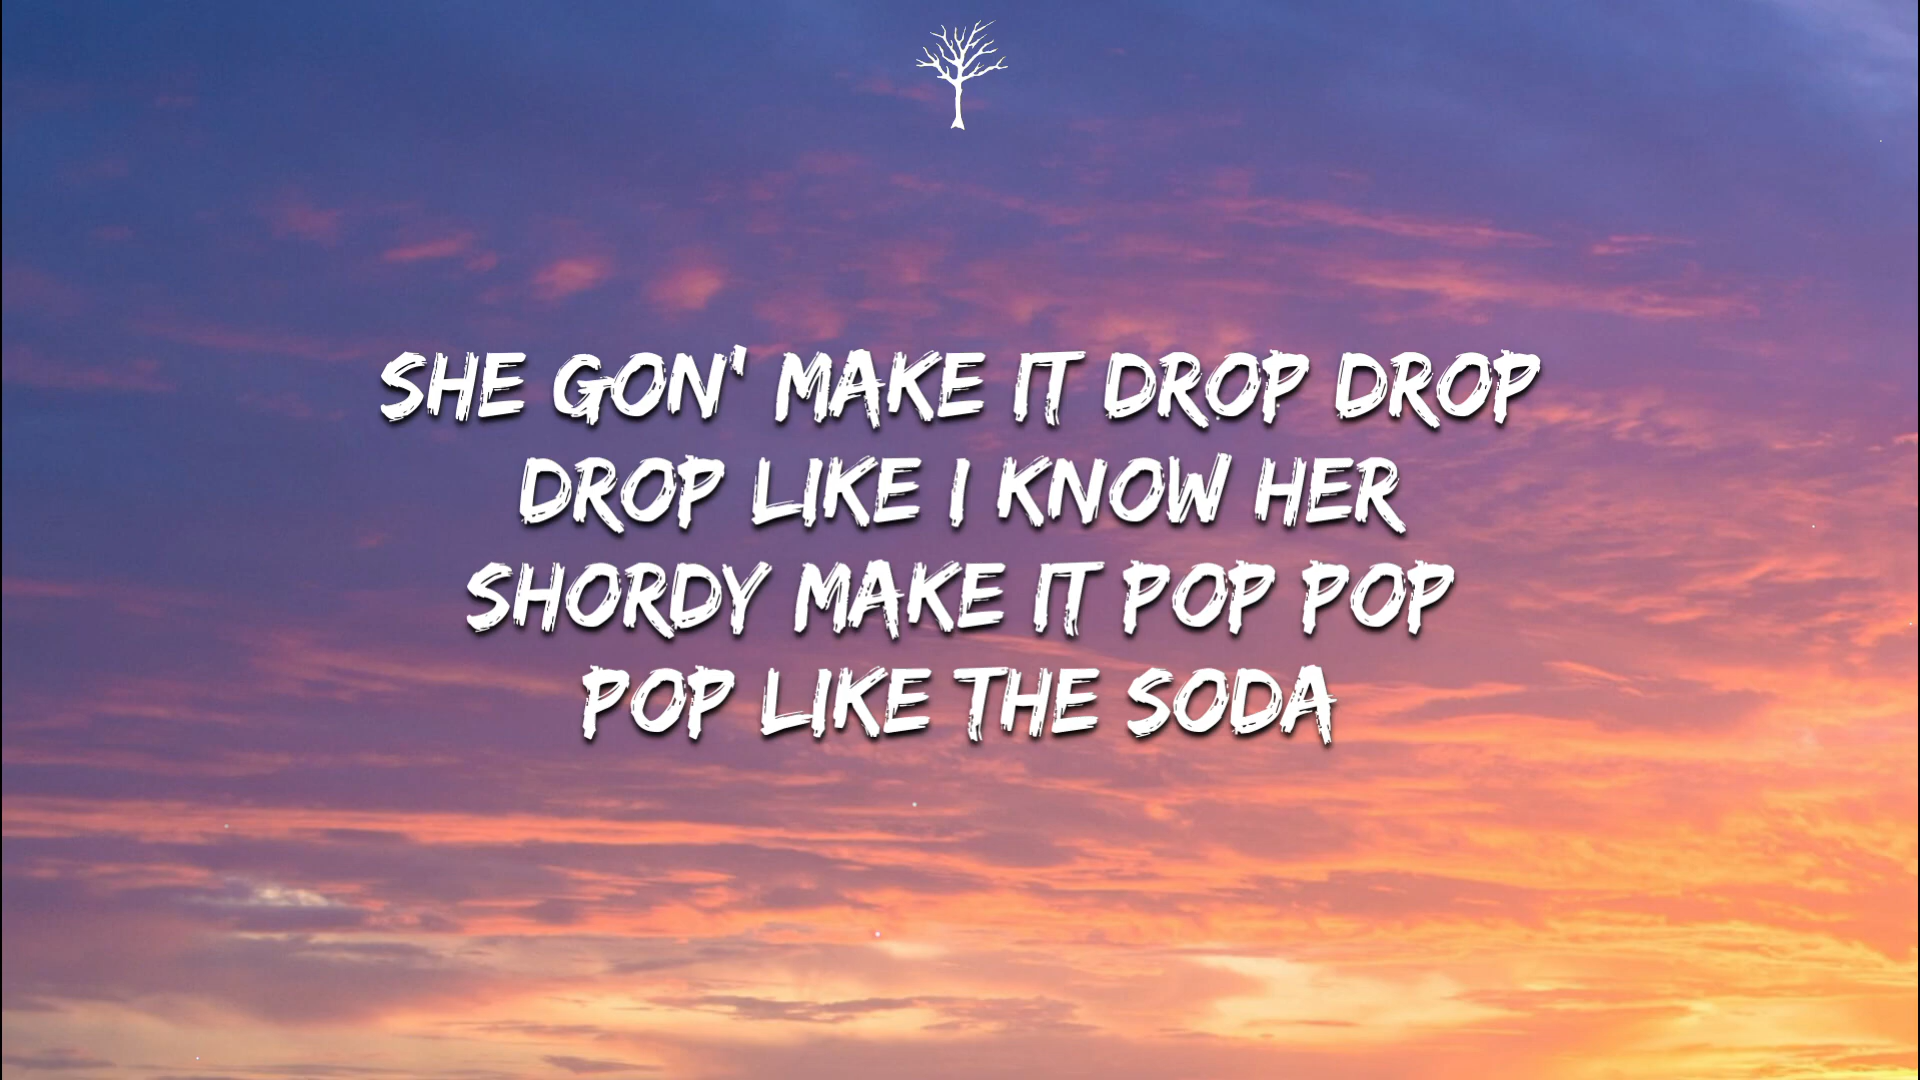 SHE GON' MAKE IT DROP DROP
DROP LIKE I KNOW HER
SHORDY MAKE IT POP POP
POP LIKE THE SODA